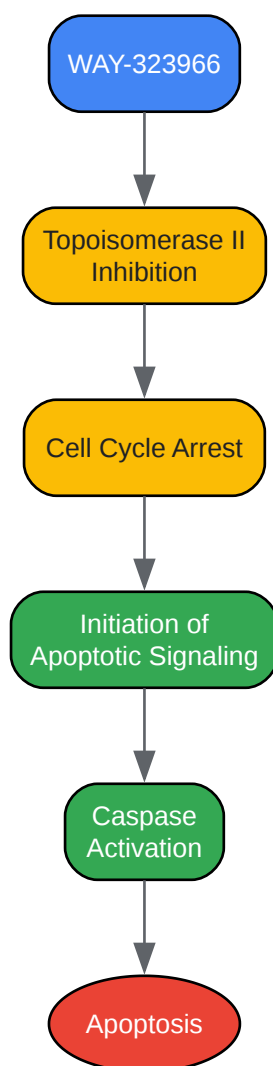 WAY-323966
Topoisomerase II
Inhibition
Cell Cycle Arrest
Initiation of
Apoptotic Signaling
Caspase
Activation
Apoptosis